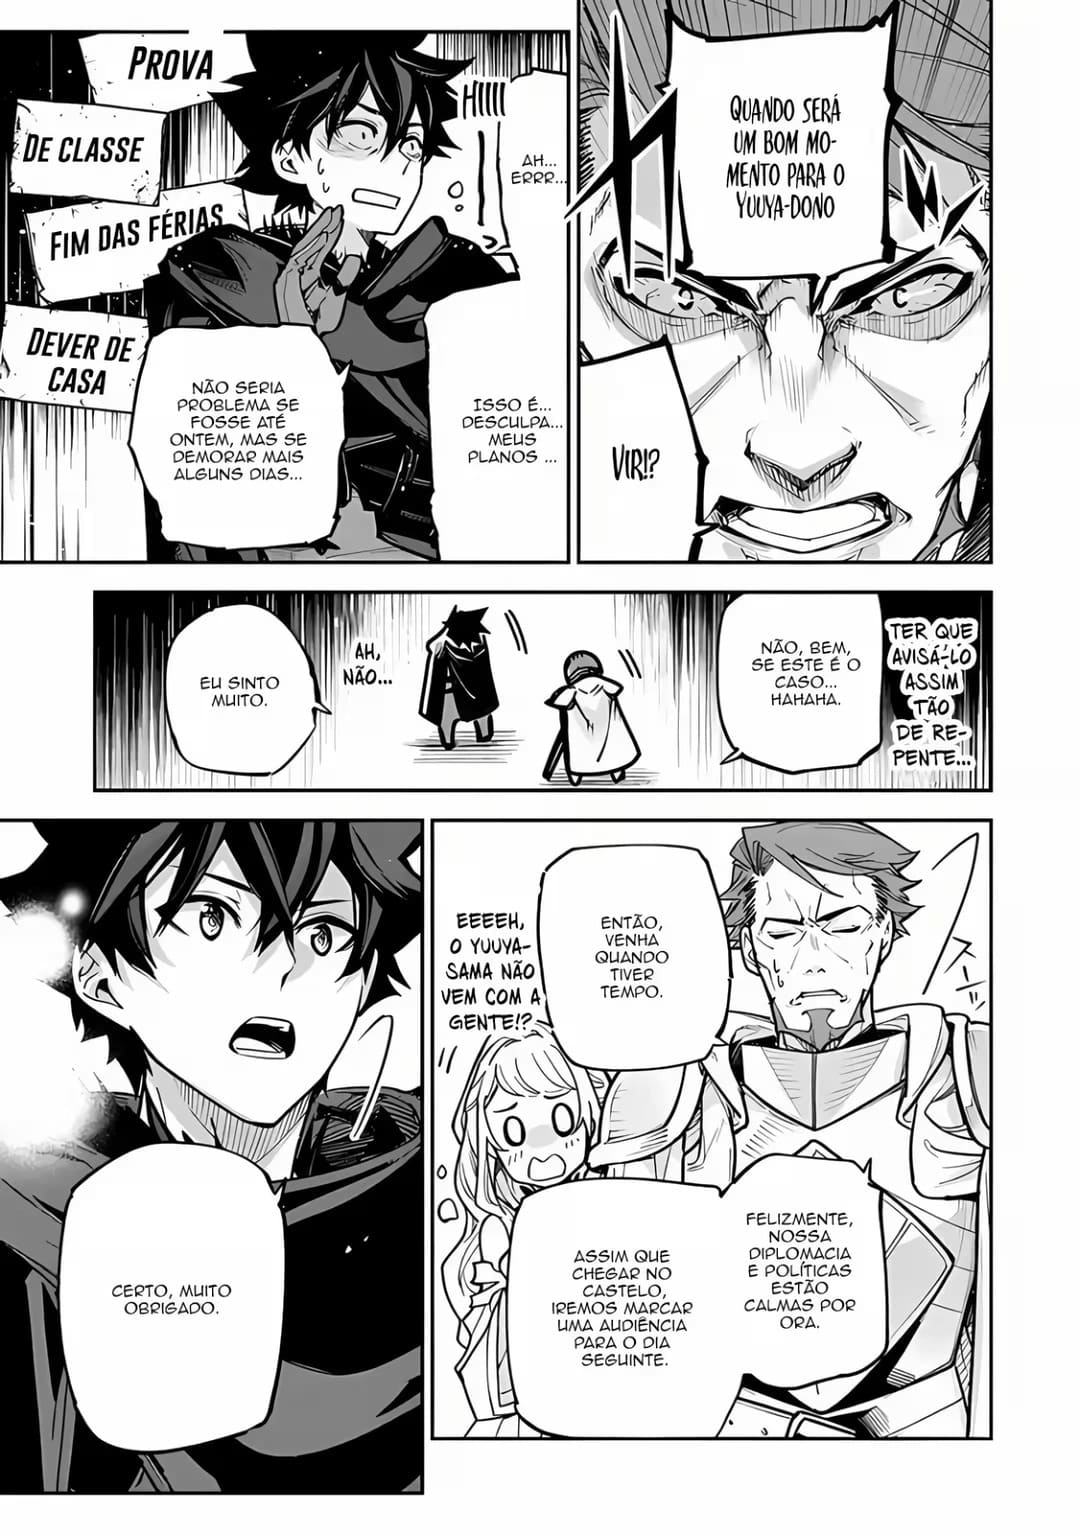 QUANDO SERÁ
UM BOM MO-
MENTO PARA O
YUUYA-DONO
VIR!?
HIIII
AH...
ERRR...
ISSO É...
DESCULPA...
MEUS
PLANOS ...
PROVA
DE CLASSE
FIM DAS FÉRIAS
DEVER DE
CASA
NÃO SERIA
PROBLEMA SE
FOSSE ATÉ
ONTEM, MAS SE
DEMORAR MAIS
ALGUNS DIAS...
TER QUE
AVISÁ-LO
ASSIM
TÃO
DE RE-
PENTE...
NÃO, BEM,
SE ESTE É O
CASO...
HAHAHA.
AH,
NÃO...
EU SINTO
MUITO.
ENTÃO,
VENHA
QUANDO
TIVER
TEMPO.
EEEEH,
O YUUYA-
SAMA NÃO
VEM COM A
GENTE!?
FELIZMENTE,
NOSSA
DIPLOMACIA
E POLÍTICAS
ESTÃO
CALMAS POR
ORA.
ASSIM QUE
CHEGAR NO
CASTELO,
IREMOS MARCAR
UMA AUDIÊNCIA
PARA O DIA
SEGUINTE.
CERTO, MUITO
OBRIGADO.